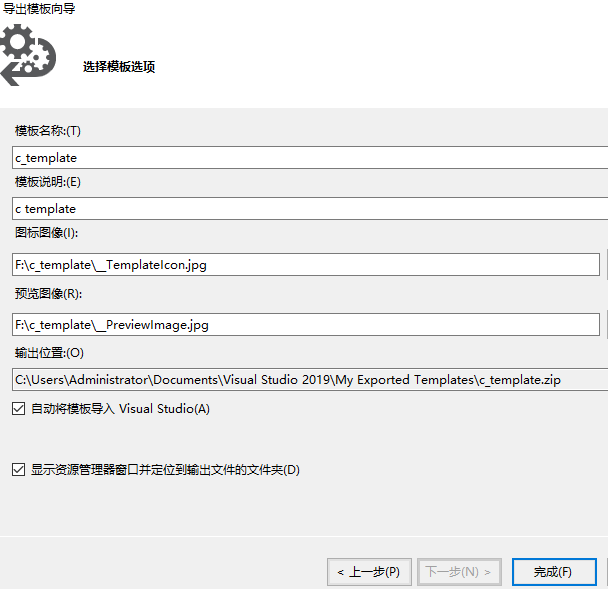 导出模板向导
选择模板选项
模板名称:(T)
c_template
模板说明:(E)
c template
图标图像(I):
F:\c_template\__TemplateIcon.jpg
预览图像(R):
F:\c_template\__PreviewImage.jpg
输出位置:(O)
C:\Users\Administrator\Documents\Visual Studio 2019\My Exported Templates\c_template.zip
自动将模板导入 Visual Studio(A)
显示资源管理器窗口并定位到输出文件的文件夹(D)
< 上一步(P) 下一步(N) > 完成(F)